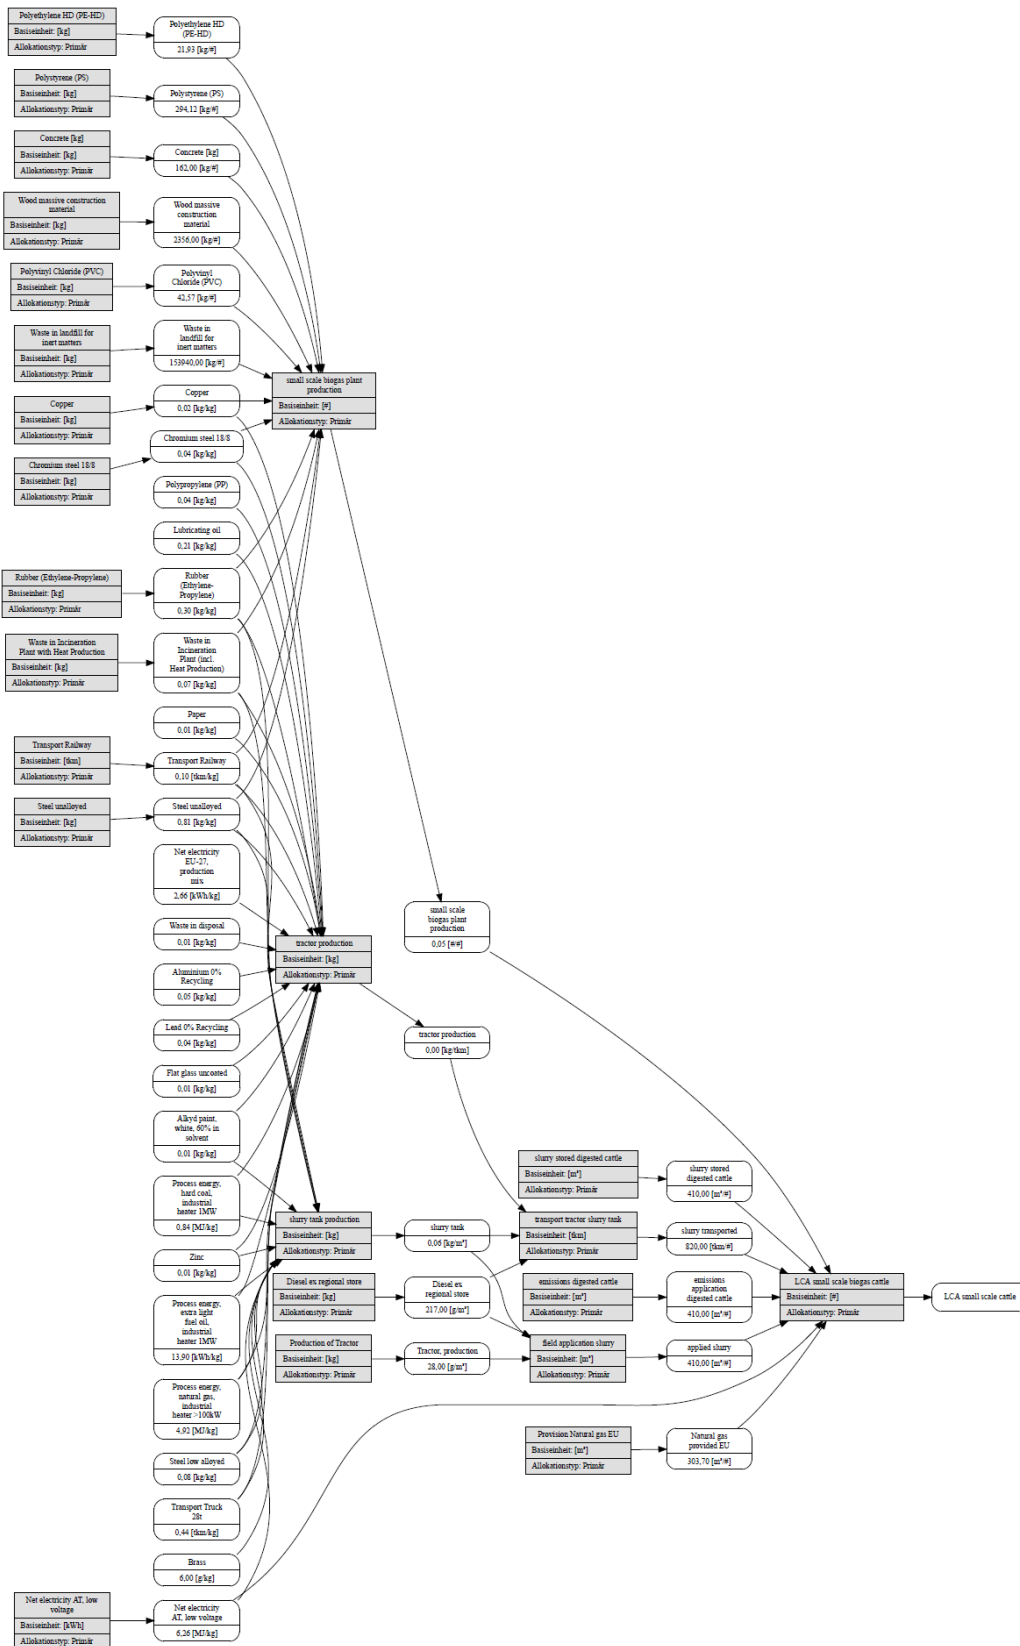 Polyethylene HD (PE-HD)
Basiseinheit: [kg]
Allokationstyp: Primär
Polyethylene HD
(PE-HD)
21,93 [kg/#]
Polystyrene (PS)
Basiseinheit: [kg]
Allokationstyp: Primär
Polystyrene (PS)
294,12 [kg/#]
Concrete [kg]
Basiseinheit: [kg]
Allokationstyp: Primär
Concrete [kg]
162,00 [kg/#]
Wood massive construction
material
Basiseinheit: [kg]
Allokationstyp: Primär
Wood massive
construction
material
2356,00 [kg/#]
Polyvinyl Chloride (PVC)
Basiseinheit: [kg]
Allokationstyp: Primär
Polyvinyl
Chloride (PVC)
42,57 [kg/#]
Waste in landfill for
inert matters
Basiseinheit: [kg]
Allokationstyp: Primär
Waste in
landfill for
inert matters
153940,00 [kg/#]
small scale biogas plant
production
Basiseinheit: [#]
Allokationstyp: Primär
Copper
Basiseinheit: [kg]
Allokationstyp: Primär
Copper
0,02 [kg/kg]
Chromium steel 18/8
Basiseinheit: [kg]
Allokationstyp: Primär
Chromium steel 18/8
0,04 [kg/kg]
Polypropylene (PP)
0,04 [kg/kg]
Lubricating oil
0,21 [kg/kg]
Rubber (Ethylene-Propylene)
Basiseinheit: [kg]
Allokationstyp: Primär
Rubber
(Ethylene-
Propylene)
0,30 [kg/kg]
Waste in Incineration
Plant with Heat Production
Basiseinheit: [kg]
Allokationstyp: Primär
Waste in
Incineration
Plant (incl.
Heat Production)
0,07 [kg/kg]
Paper
0,01 [kg/kg]
Transport Railway
Basiseinheit: [tkm]
Allokationstyp: Primär
Transport Railway
0,10 [tkm/kg]
Steel unalloyed
Basiseinheit: [kg]
Allokationstyp: Primär
Steel unalloyed
0,81 [kg/kg]
Net electricity
EU-27,
production
mix
2,66 [kWh/kg]
small scale
biogas plant
production
0,05 [#/#]
Waste in disposal
0,01 [kg/kg]
tractor production
Basiseinheit: [kg]
Allokationstyp: Primär
Aluminium 0%
Recycling
0,05 [kg/kg]
Lead 0% Recycling
0,04 [kg/kg]
tractor production
0,00 [kg/tkm]
Flat glass uncoated
0,01 [kg/kg]
Alkyd paint,
white, 60% in
solvent
0,01 [kg/kg]
slurry stored digested cattle
Basiseinheit: [m³]
Allokationstyp: Primär
slurry stored
digested cattle
410,00 [m³/#]
Process energy,
hard coal,
industrial
heater 1MW
0,84 [MJ/kg]
slurry tank production
Basiseinheit: [kg]
Allokationstyp: Primär
slurry tank
0,06 [kg/m³]
transport tractor slurry tank
Basiseinheit: [tkm]
Allokationstyp: Primär
slurry transported
820,00 [tkm/#]
Zinc
0,01 [kg/kg]
Diesel ex regional store
Basiseinheit: [kg]
Allokationstyp: Primär
Diesel ex
regional store
217,00 [g/m³]
emissions digested cattle
Basiseinheit: [m³]
Allokationstyp: Primär
emissions
application
digested cattle
410,00 [m³/#]
LCA small scale biogas cattle
Basiseinheit: [#]
Allokationstyp: Primär
LCA small scale cattle
Process energy,
extra light
fuel oil,
industrial
heater 1MW
13,90 [kWh/kg]
Production of Tractor
Basiseinheit: [kg]
Allokationstyp: Primär
Tractor, production
28,00 [g/m³]
field application slurry
Basiseinheit: [m³]
Allokationstyp: Primär
applied slurry
410,00 [m³/#]
Process energy,
natural gas,
industrial
heater >100kW
4,92 [MJ/kg]
Provision Natural gas EU
Basiseinheit: [m³]
Allokationstyp: Primär
Natural gas
provided EU
303,70 [m³/#]
Steel low alloyed
0,08 [kg/kg]
Transport Truck
28t
0,44 [tkm/kg]
Brass
6,00 [g/kg]
Net electricity AT, low
voltage
Basiseinheit: [kWh]
Allokationstyp: Primär
Net electricity
AT, low voltage
6,26 [MJ/kg]